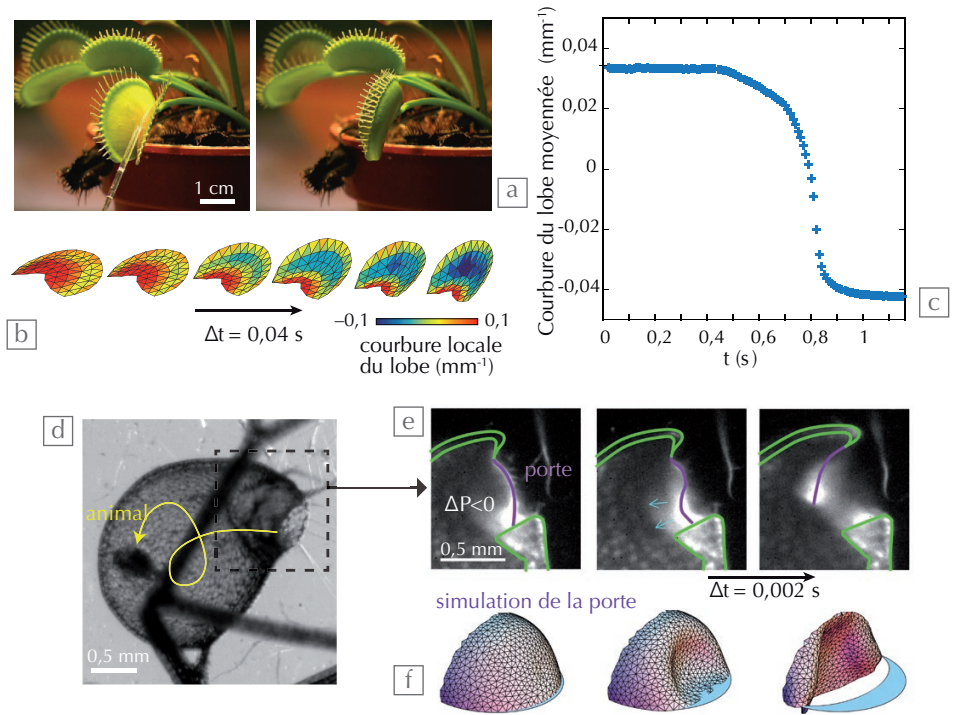 1 cm
a
Δt = 0,04 s
–0,1
0,1
courbure locale
du lobe (mm⁻¹)
b
Courbure du lobe moyennée (mm⁻¹)
0,04
0,02
0
-0,02
-0,04
0
0,2
0,4
0,6
0,8
1
t (s)
c
d
animal
0,5 mm
e
porte
ΔP<0
0,5 mm
Δt = 0,002 s
simulation de la porte
f